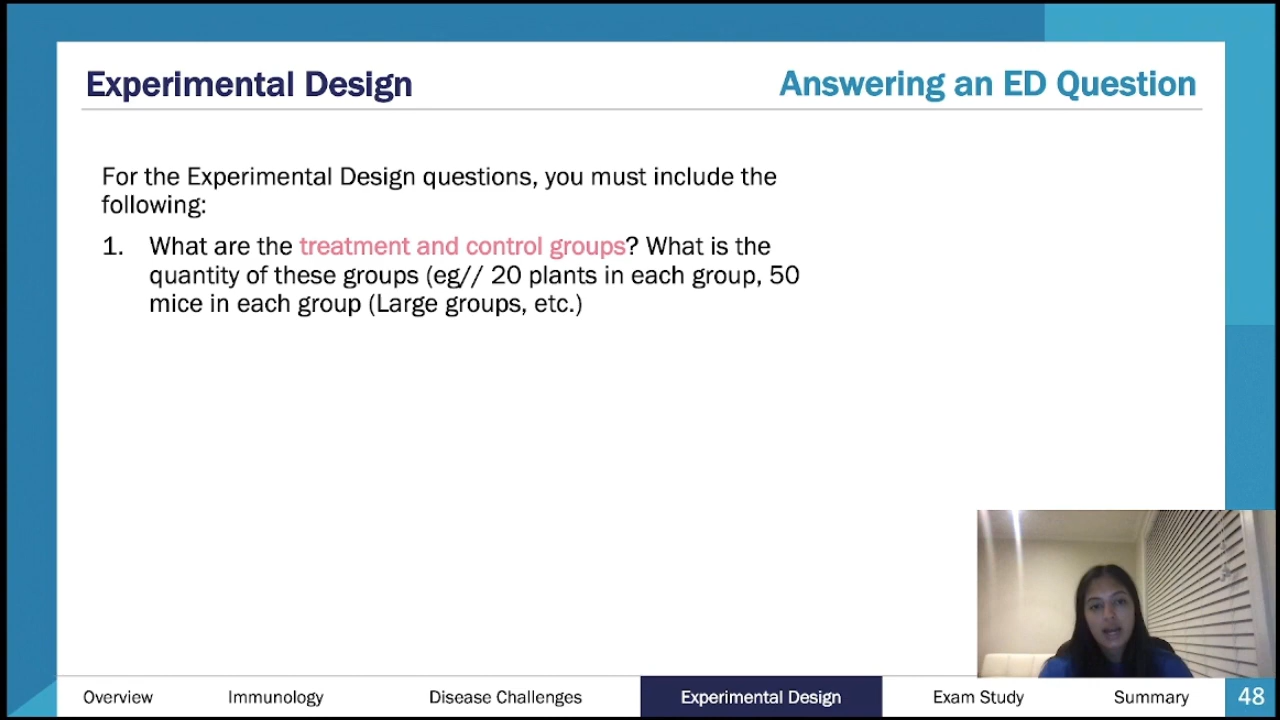 Experimental Design
Answering an ED Question
For the Experimental Design questions, you must include the
following:
1. What are the treatment and control groups? What is the
quantity of these groups (eg// 20 plants in each group, 50
mice in each group (Large groups, etc.)
Overview
Immunology
Disease Challenges
Experimental Design
Exam Study
Summary
48